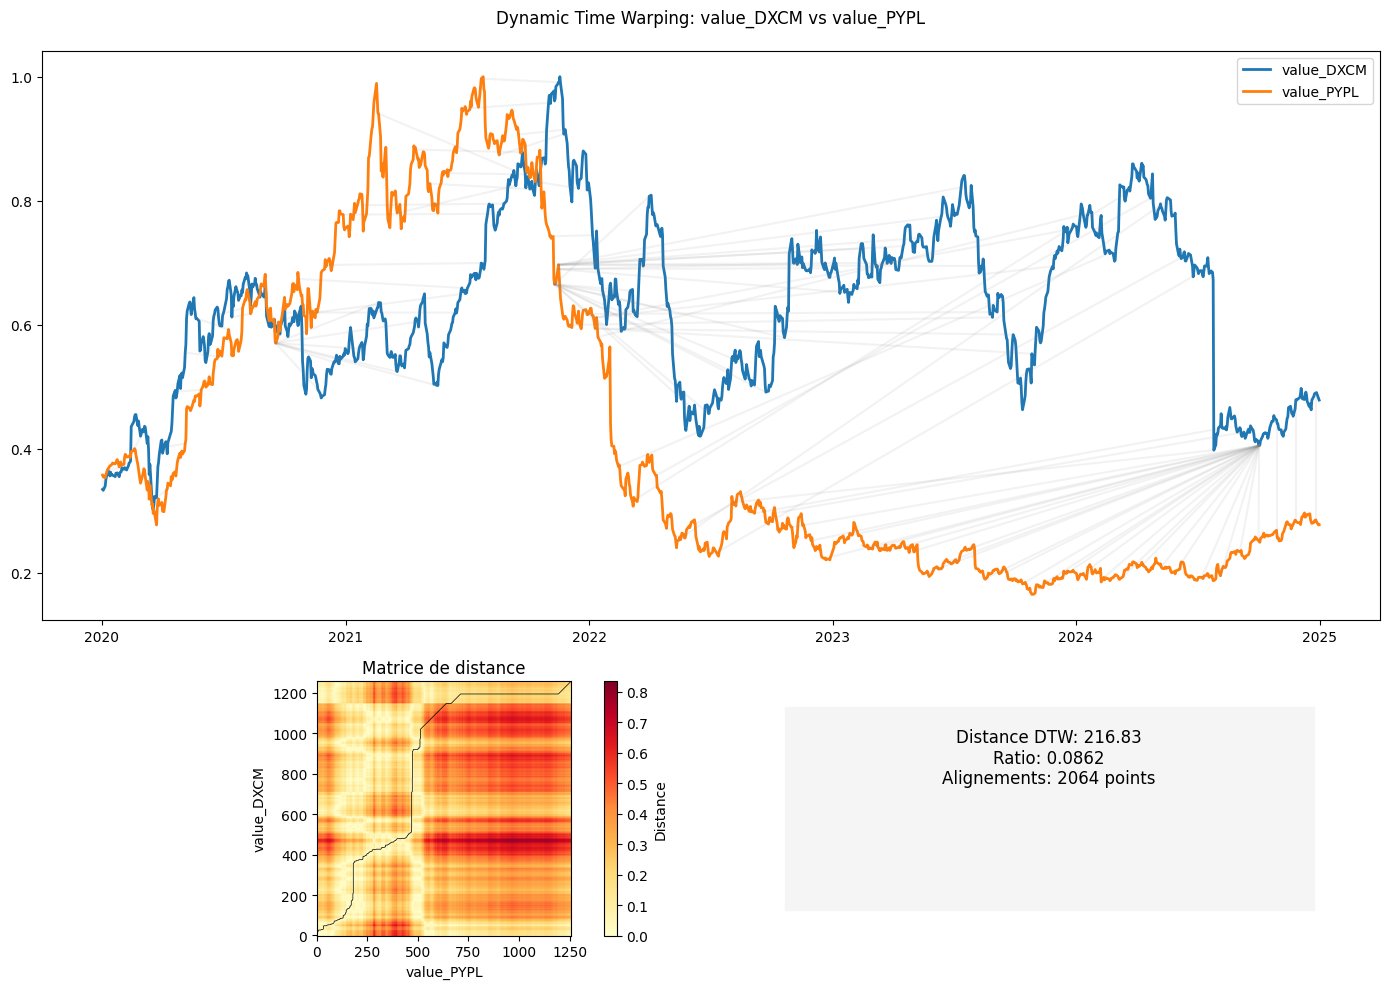 Dynamic Time Warping: value_DXCM vs value_PYPL
value_DXCM
value_PYPL
1.0
0.8
0.6
0.4
0.2
2020 2021 2022 2023 2024 2025
Matrice de distance
1200
1000
800
600
400
200
0
value_DXCM
0 250 500 750 1000 1250
value_PYPL
0.8
0.7
0.6
0.5
0.4
0.3
0.2
0.1
0.0
Distance
Distance DTW: 216.83
Ratio: 0.0862
Alignements: 2064 points